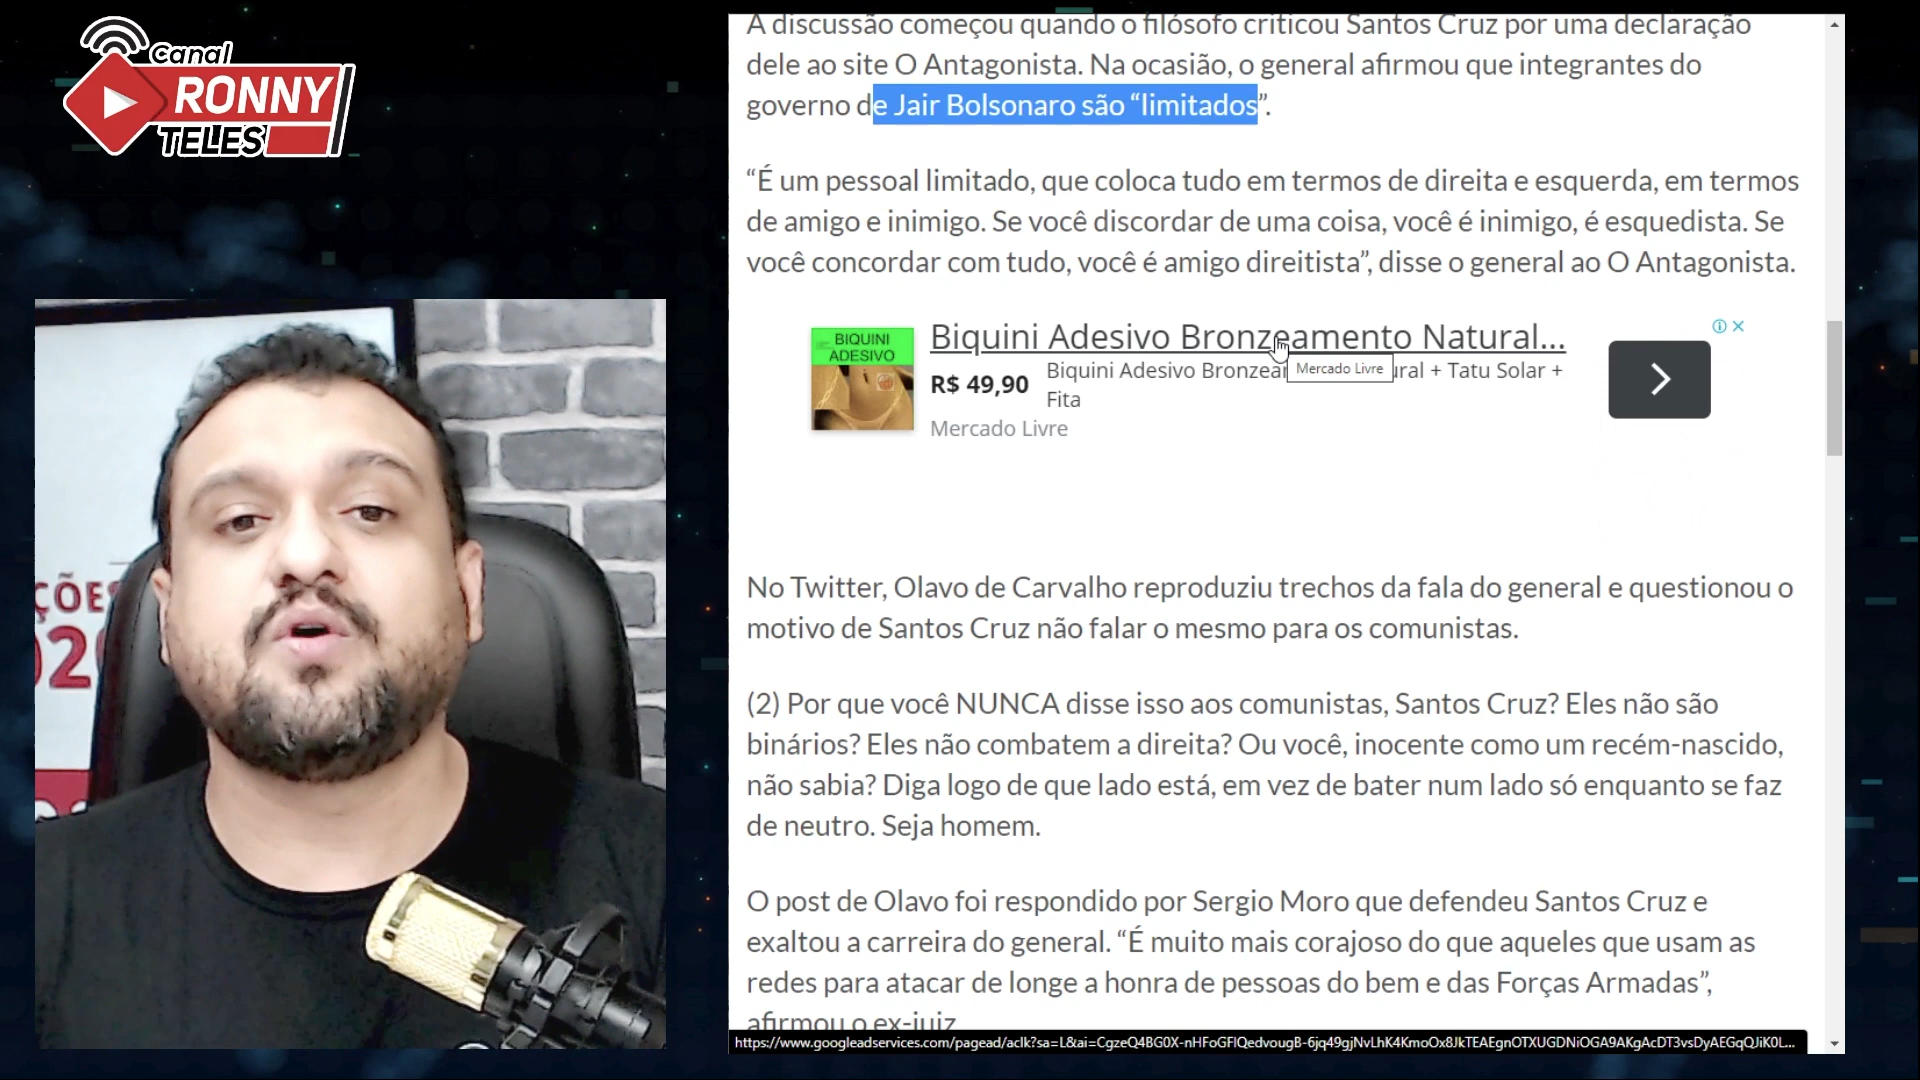 Canal
RONNY
TELES
A discussão começou quando o filósofo criticou Santos Cruz por uma declaração
dele ao site O Antagonista. Na ocasião, o general afirmou que integrantes do
governo de Jair Bolsonaro são “limitados”.
“É um pessoal limitado, que coloca tudo em termos de direita e esquerda, em termos
de amigo e inimigo. Se você discordar de uma coisa, você é inimigo, é esquedista. Se
você concordar com tudo, você é amigo direitista”, disse o general ao O Antagonista.
BIQUINI
ADESIVO
Biquini Adesivo Bronzeamento Natural...
R$ 49,90
Biquini Adesivo Bronzea
ural + Tatu Solar +
Fita
Mercado Livre
Mercado Livre
No Twitter, Olavo de Carvalho reproduziu trechos da fala do general e questionou o
motivo de Santos Cruz não falar o mesmo para os comunistas.
(2) Por que você NUNCA disse isso aos comunistas, Santos Cruz? Eles não são
binários? Eles não combatem a direita? Ou você, inocente como um recém-nascido,
não sabia? Diga logo de que lado está, em vez de bater num lado só enquanto se faz
de neutro. Seja homem.
O post de Olavo foi respondido por Sergio Moro que defendeu Santos Cruz e
exaltou a carreira do general. “É muito mais corajoso do que aqueles que usam as
redes para atacar de longe a honra de pessoas do bem e das Forças Armadas”,
afirmou o ex-juiz
ÇÕES
020